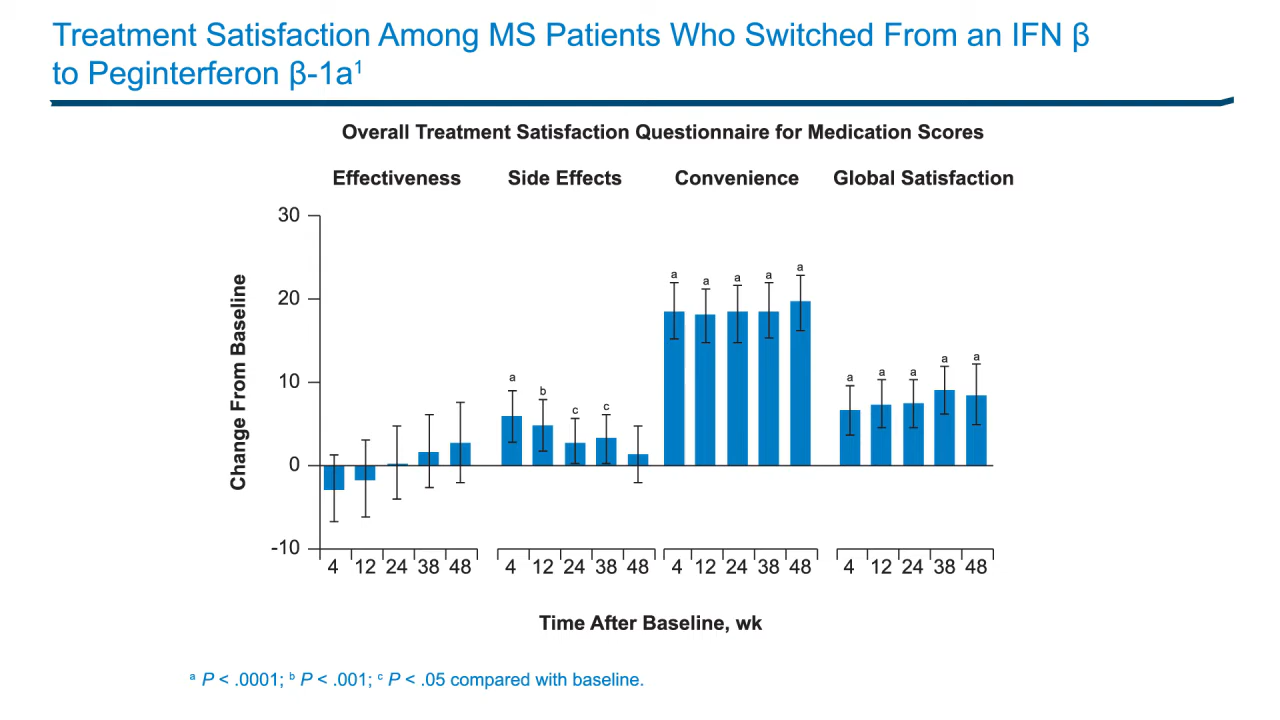 Treatment Satisfaction Among MS Patients Who Switched From an IFN β
to Peginterferon β-1a¹
Overall Treatment Satisfaction Questionnaire for Medication Scores
Effectiveness Side Effects Convenience Global Satisfaction
Change From Baseline
30
20
10
0
-10
a b c c
a a a a a
a a a a a
4 12 24 38 48 4 12 24 38 48 4 12 24 38 48 4 12 24 38 48
Time After Baseline, wk
ᵃ P < .0001; ᵇ P < .001; ᶜ P < .05 compared with baseline.